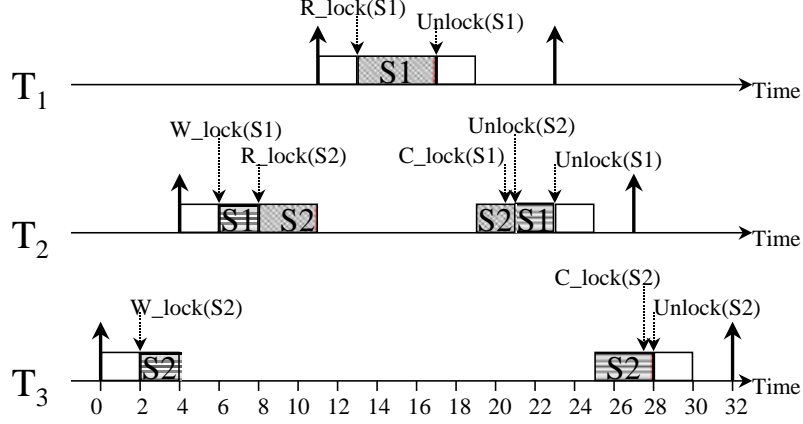 R_lock(S1)
Unlock(S1)
S1
T1
Time
W_lock(S1)
Unlock(S2)
R_lock(S2)
C_lock(S1)
Unlock(S1)
S1 S2 S2 S1
T2
Time
C_lock(S2)
W_lock(S2)
Unlock(S2)
S2 S2
T3
Time
0 2 4 6 8 10 12 14 16 18 20 22 24 26 28 30 32